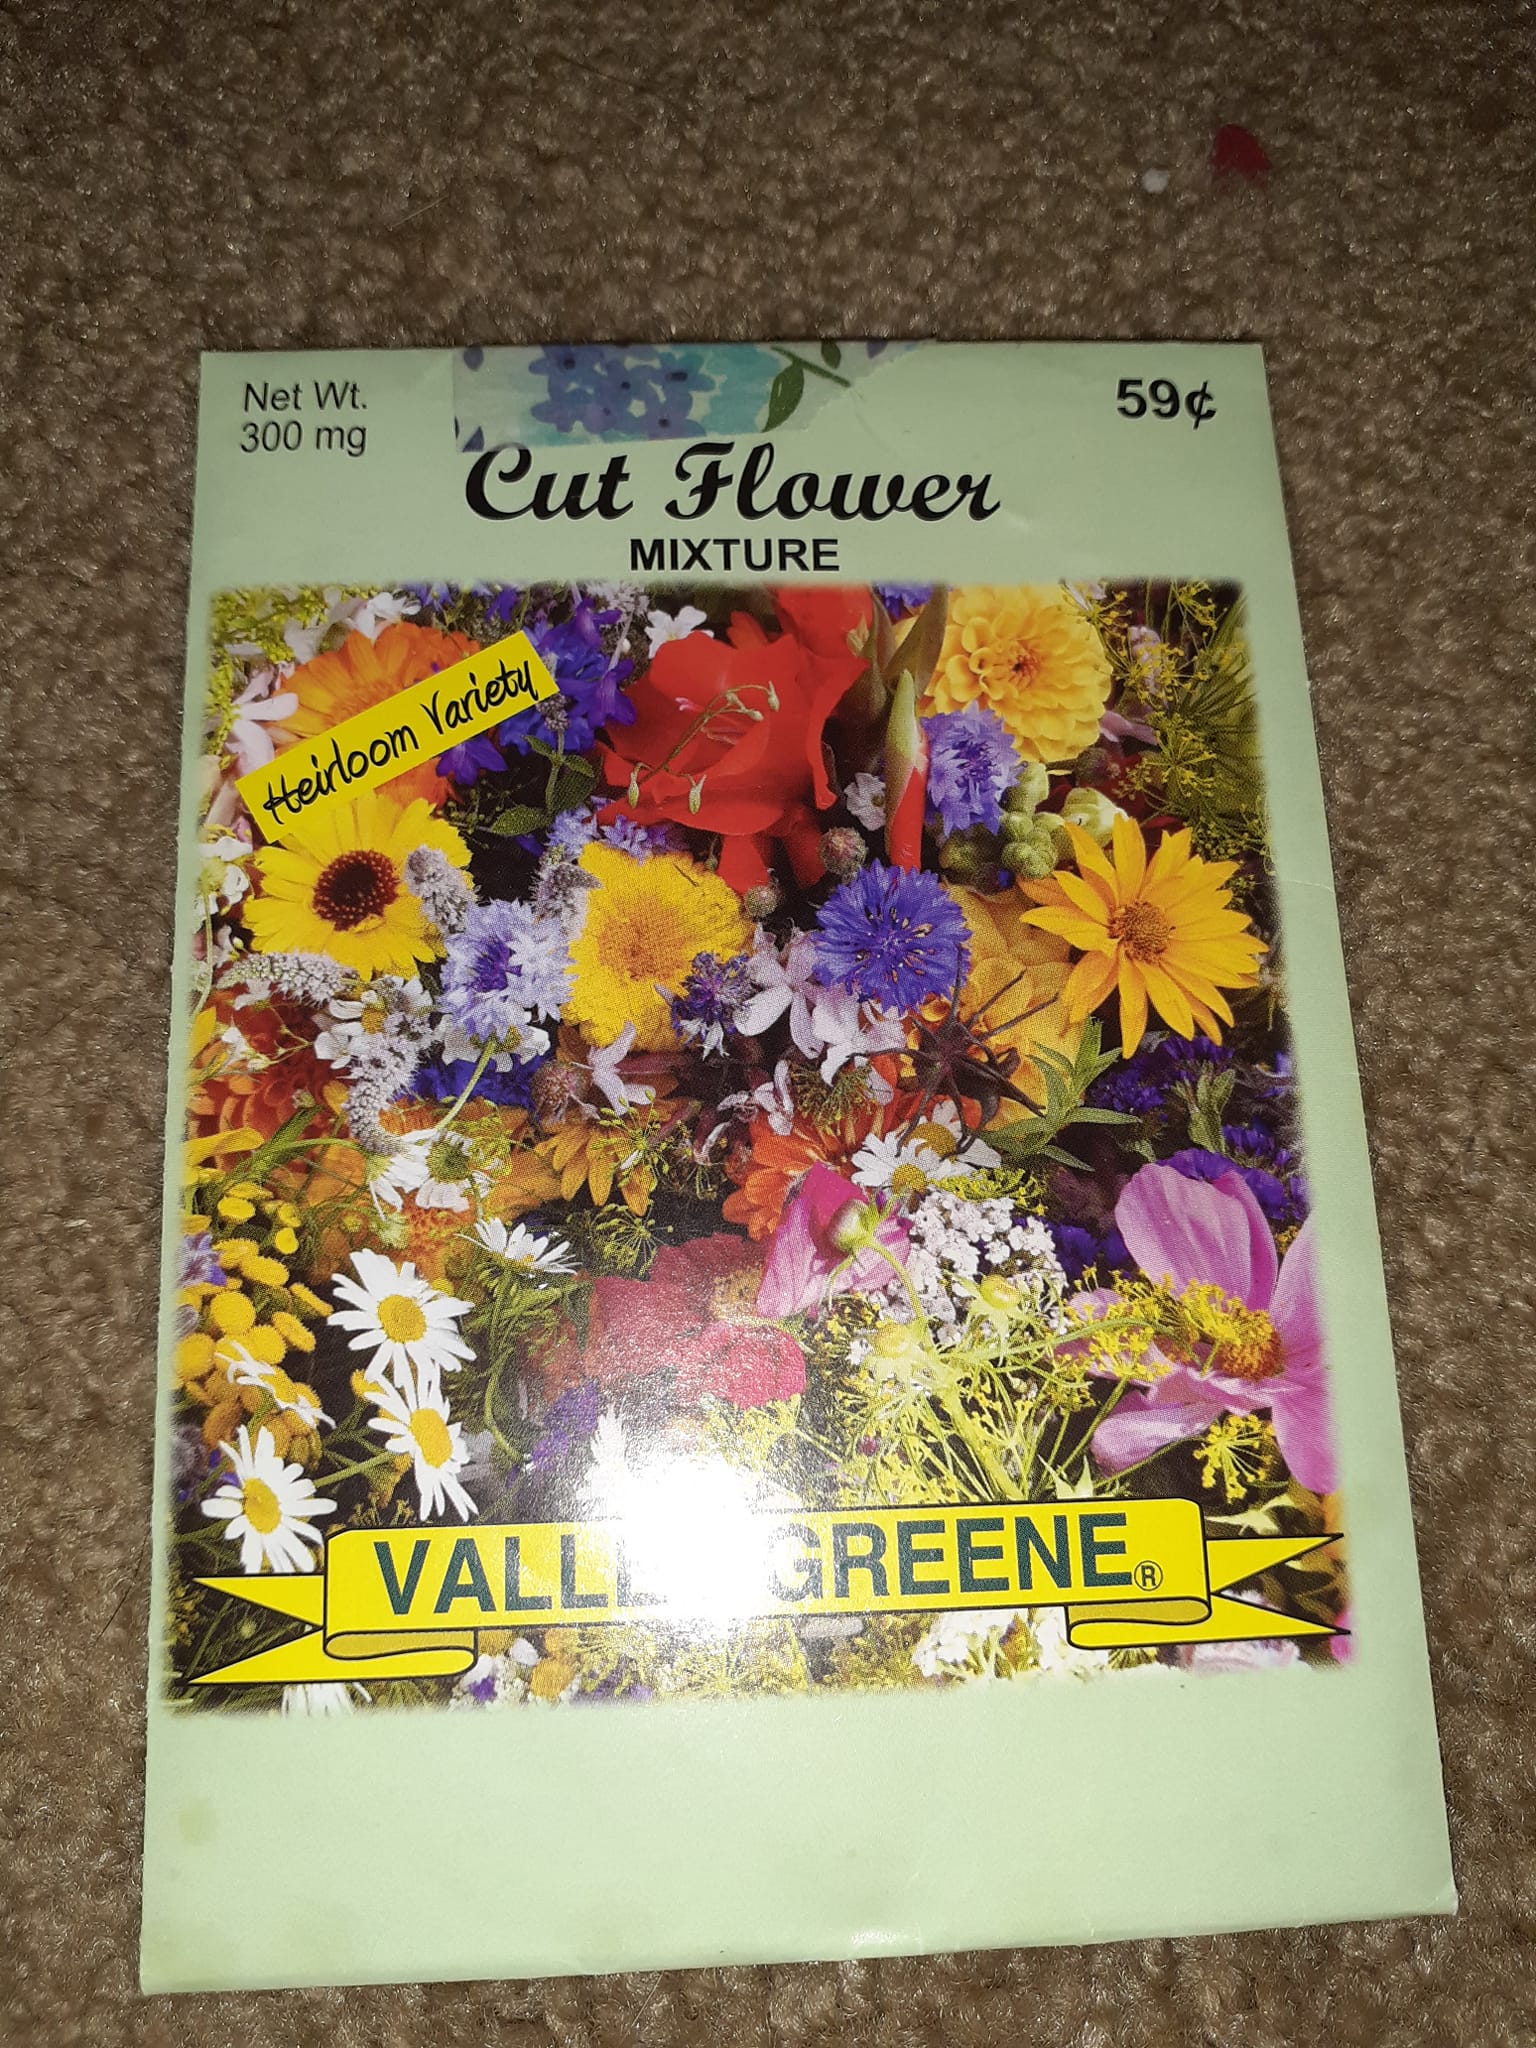 Net Wt.
300 mg
59¢
Cut Flower
MIXTURE
Heirloom Variety
GREENE®